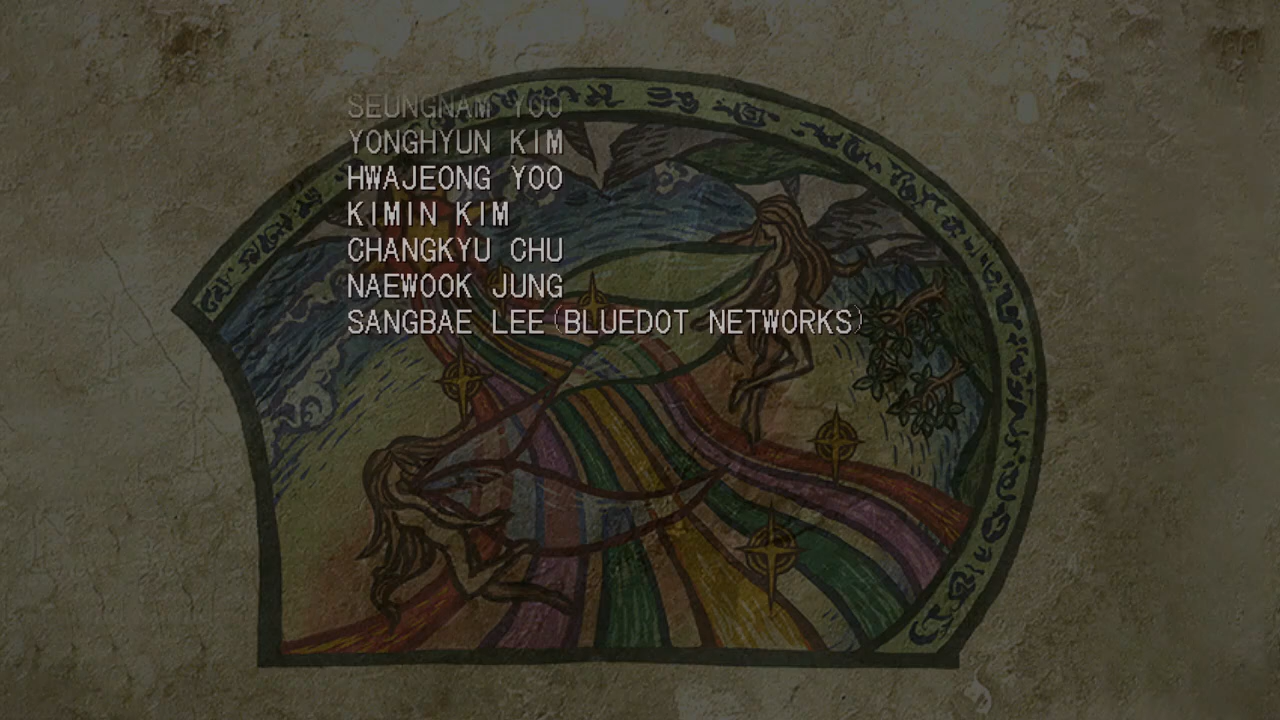 SEUNGNAM YOO
YONGHYUN KIM
HWAJEONG YOO
KIMIN KIM
CHANGKYU CHU
NAEWOOK JUNG
SANGBAE LEE(BLUEDOT NETWORKS)